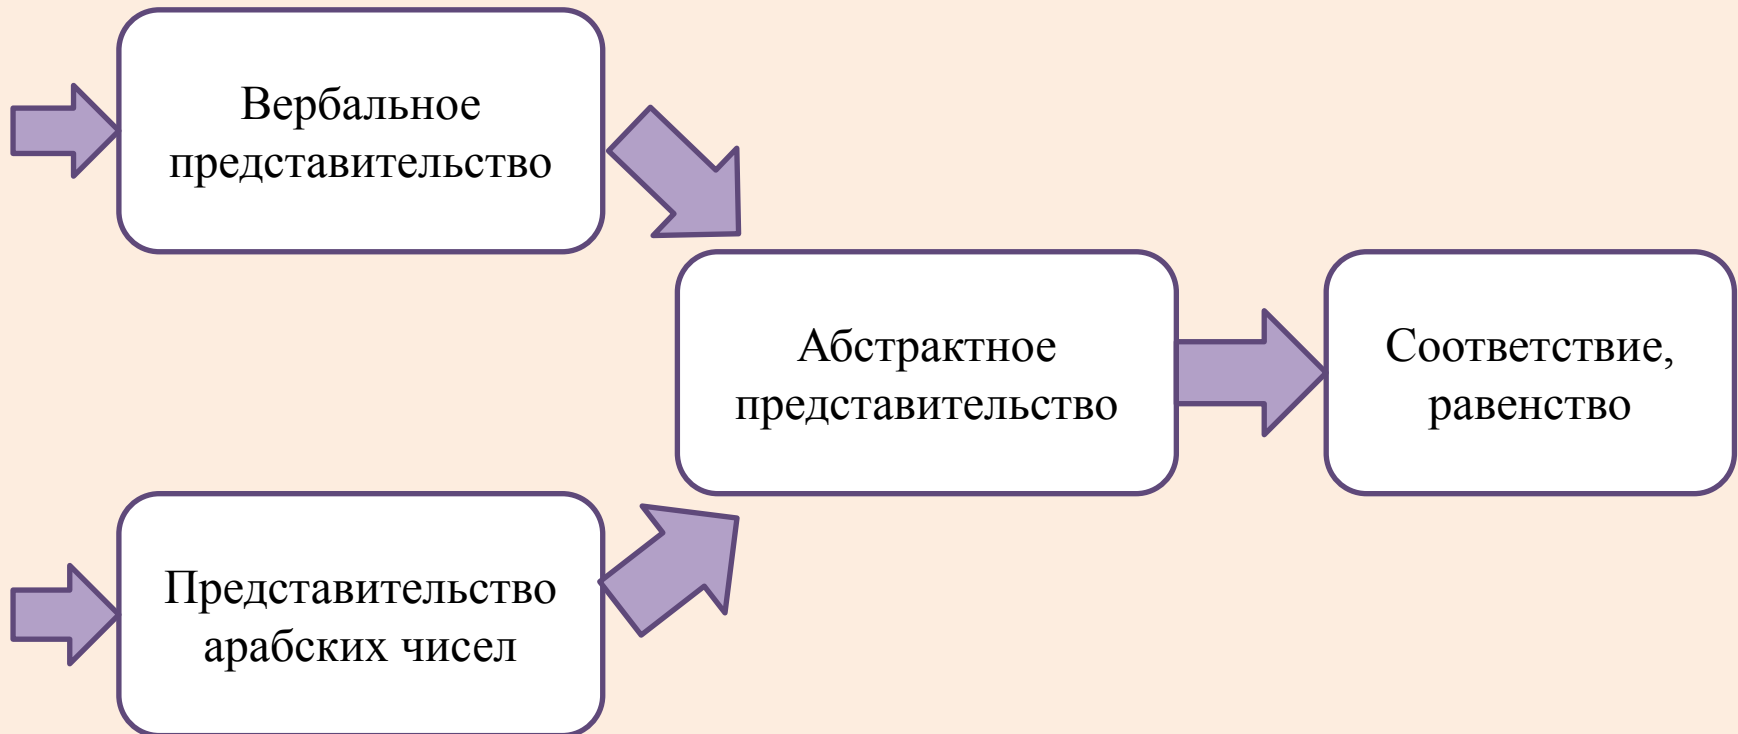 Вербальное
представительство
Абстрактное
представительство
Соответствие,
равенство
Представительство
арабских чисел